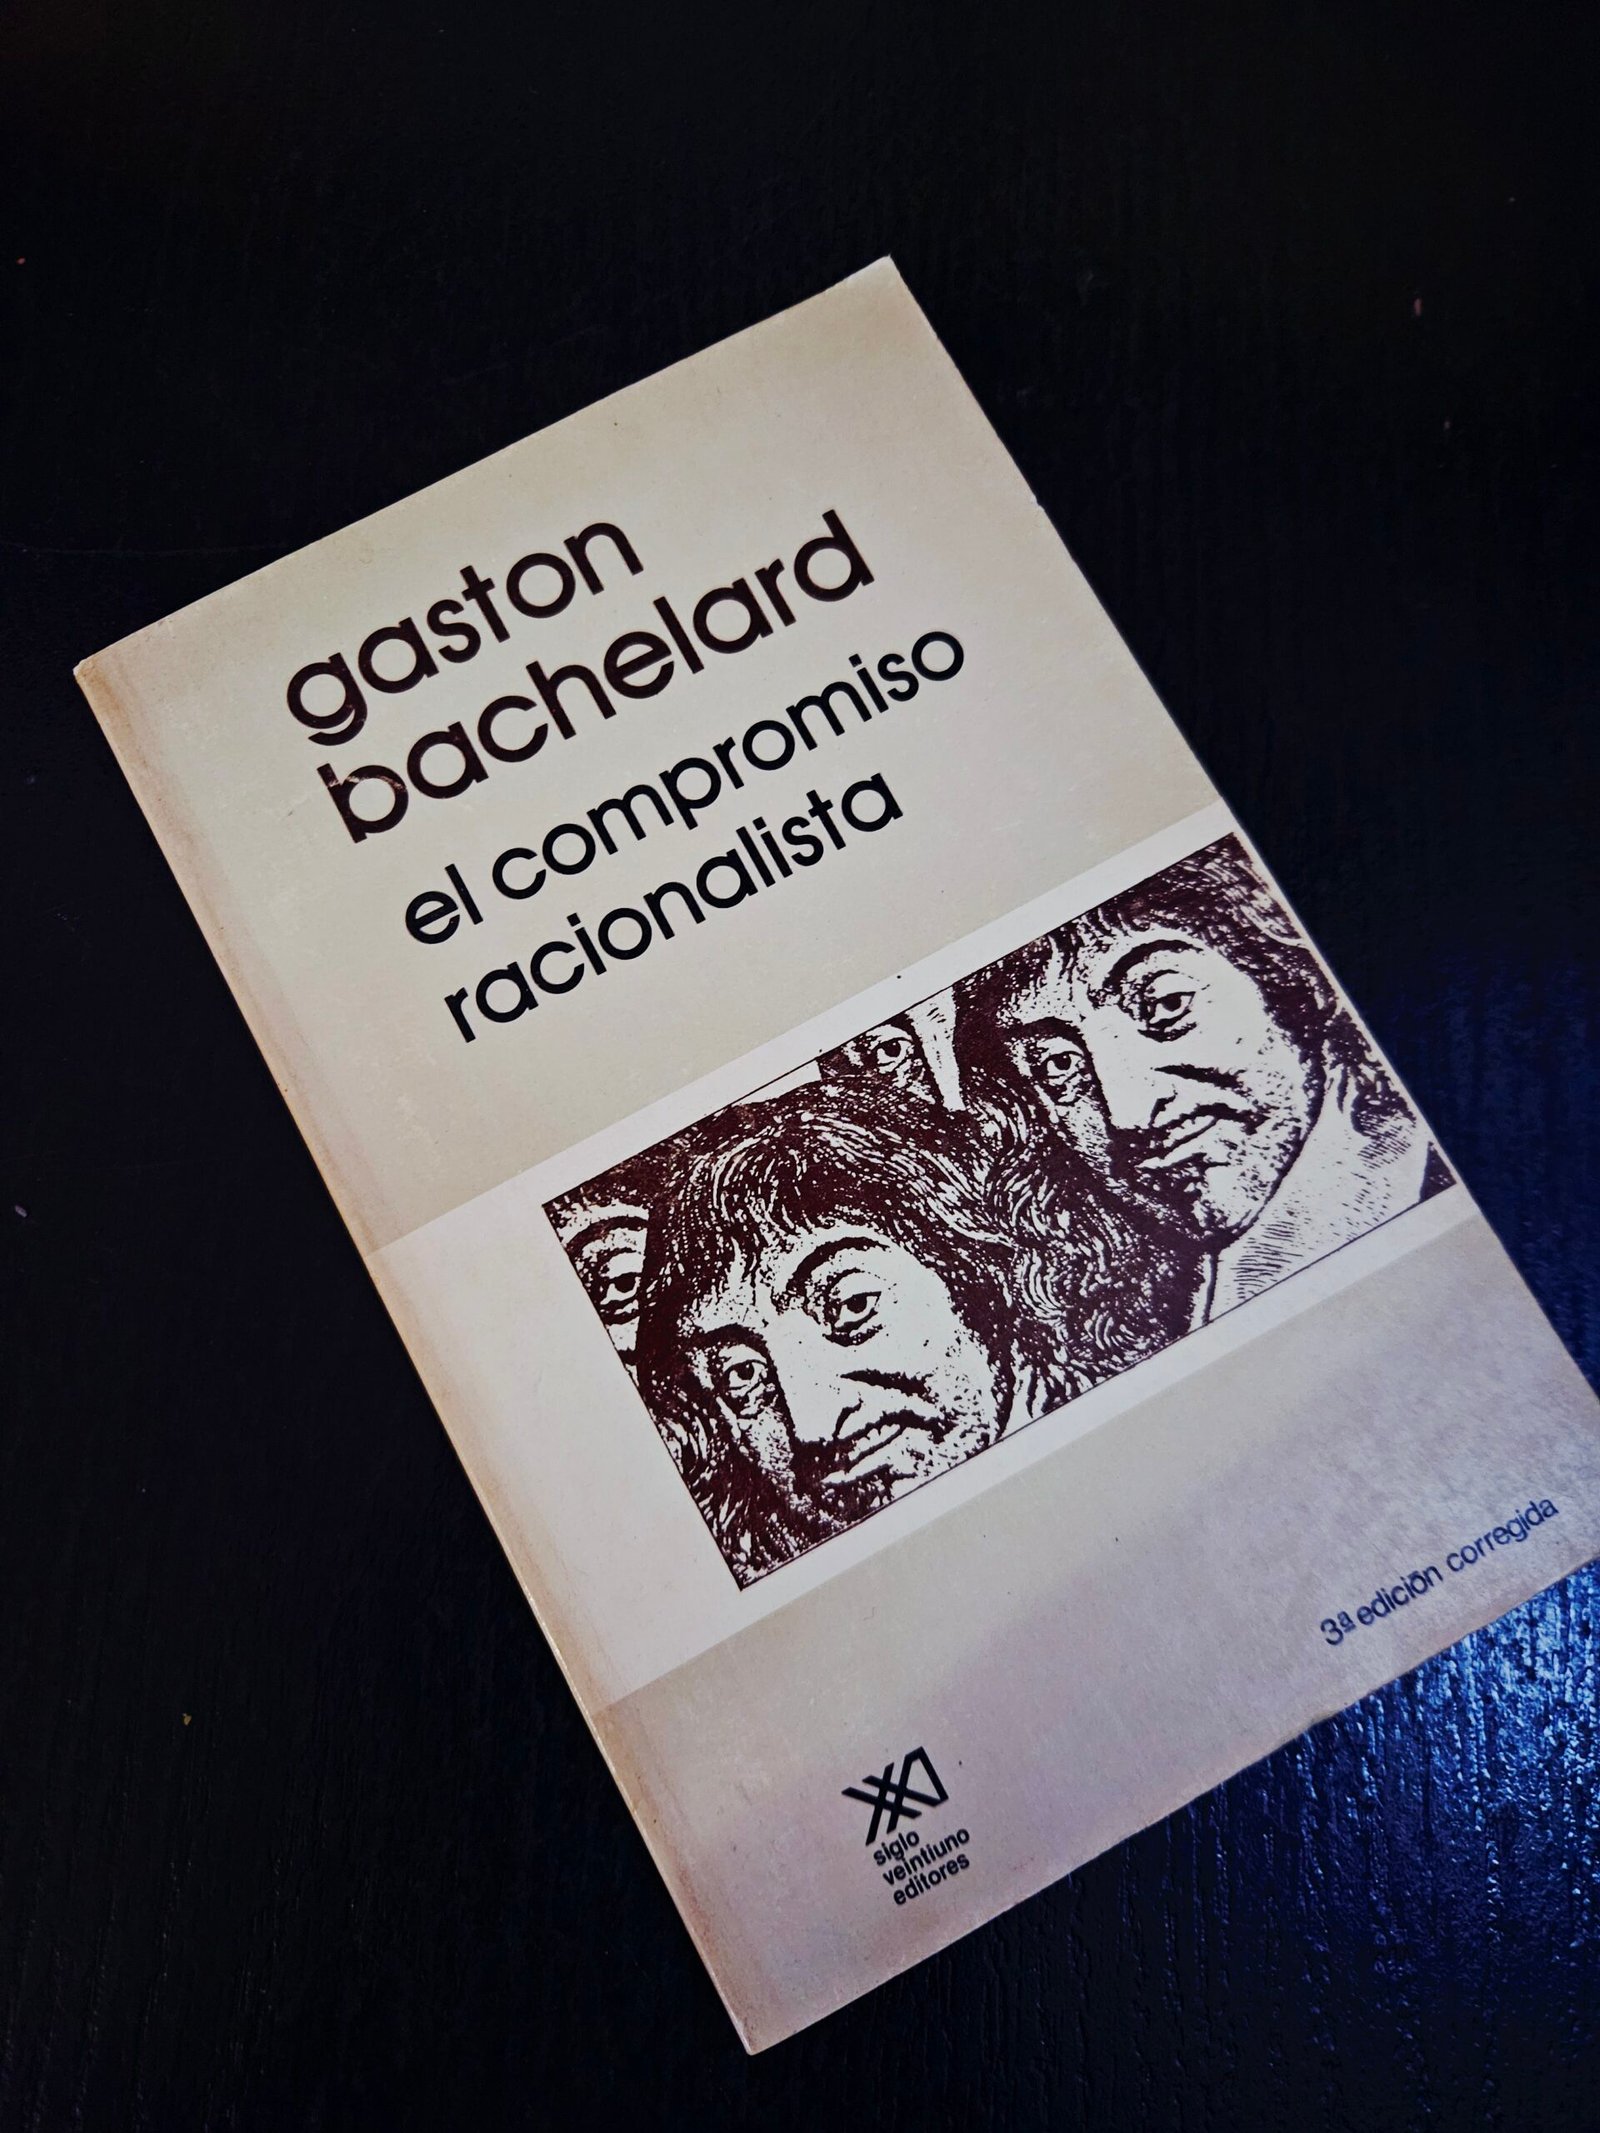 gaston
bachelard
el compromiso
racionalista
3ª edición corregida
siglo
veintiuno
editores